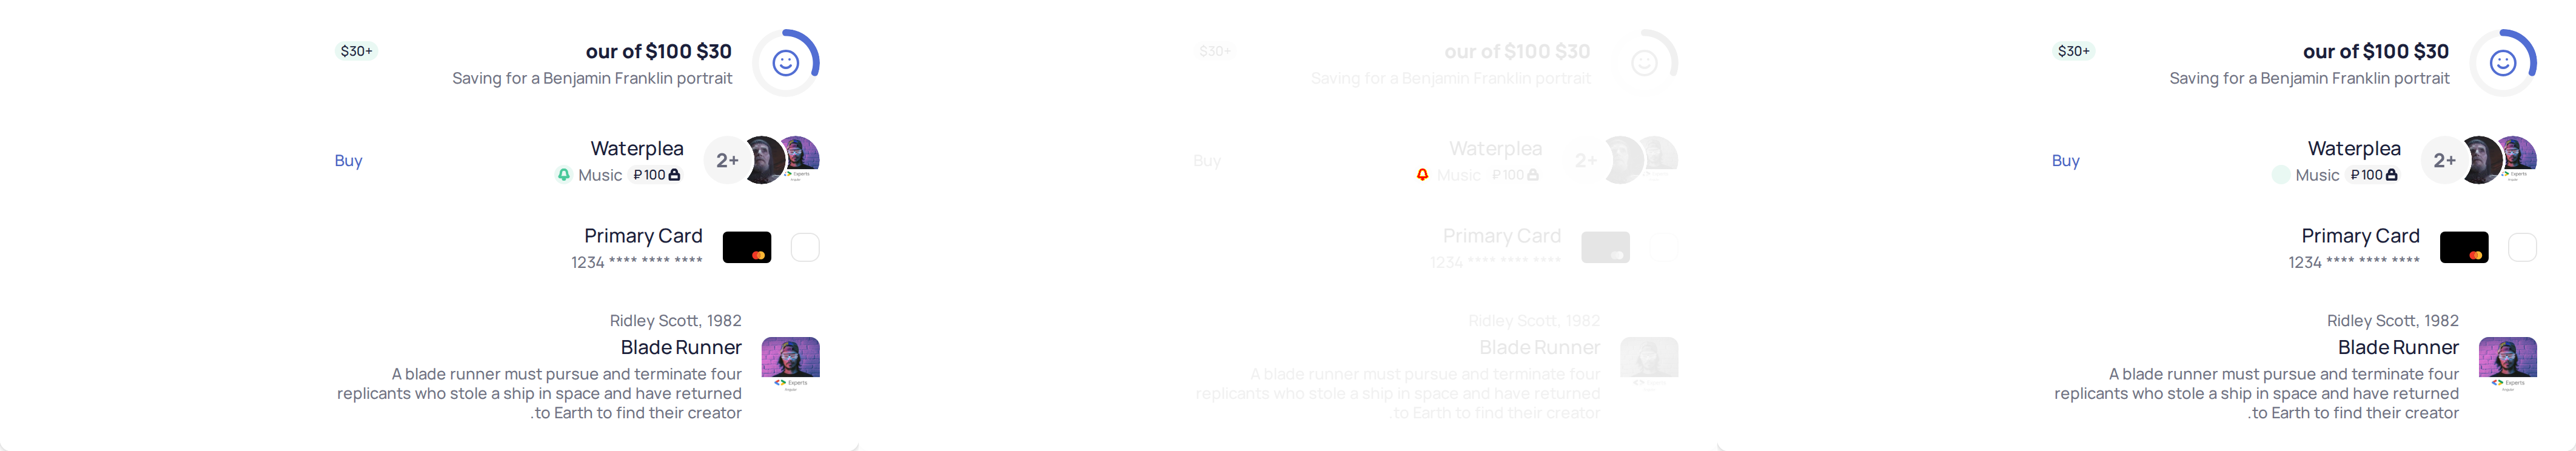 $30+
our of $100 $30
Saving for a Benjamin Franklin portrait
Buy
Waterplea
2+
Music ₽100
Experts
Primary Card
1234 **** **** ****
Ridley Scott, 1982
Blade Runner
A blade runner must pursue and terminate four
replicants who stole a ship in space and have returned
.to Earth to find their creator
Experts
$30+
our of $100 $30
Saving for a Benjamin Franklin portrait
Buy
Waterplea
2+
Music ₽100
Primary Card
1234 **** **** ****
Ridley Scott, 1982
Blade Runner
A blade runner must pursue and terminate four
replicants who stole a ship in space and have returned
.to Earth to find their creator
$30+
our of $100 $30
Saving for a Benjamin Franklin portrait
Buy
Waterplea
2+
Music ₽100
Experts
Primary Card
1234 **** **** ****
Ridley Scott, 1982
Blade Runner
A blade runner must pursue and terminate four
replicants who stole a ship in space and have returned
.to Earth to find their creator
Experts